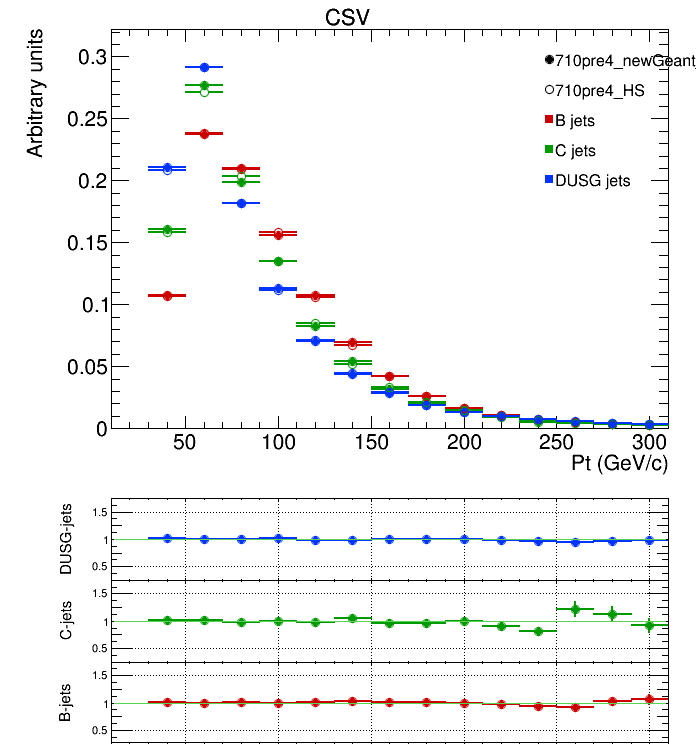 CSV
Arbitrary units
0.3
0.25
0.2
0.15
0.1
0.05
0
710pre4_newGeant_
710pre4_HS
B jets
C jets
DUSG jets
50
100
150
200
250
300
Pt (GeV/c)
DUSG-jets
1.5
1
0.5
C-jets
1.5
1
0.5
B-jets
1.5
1
0.5